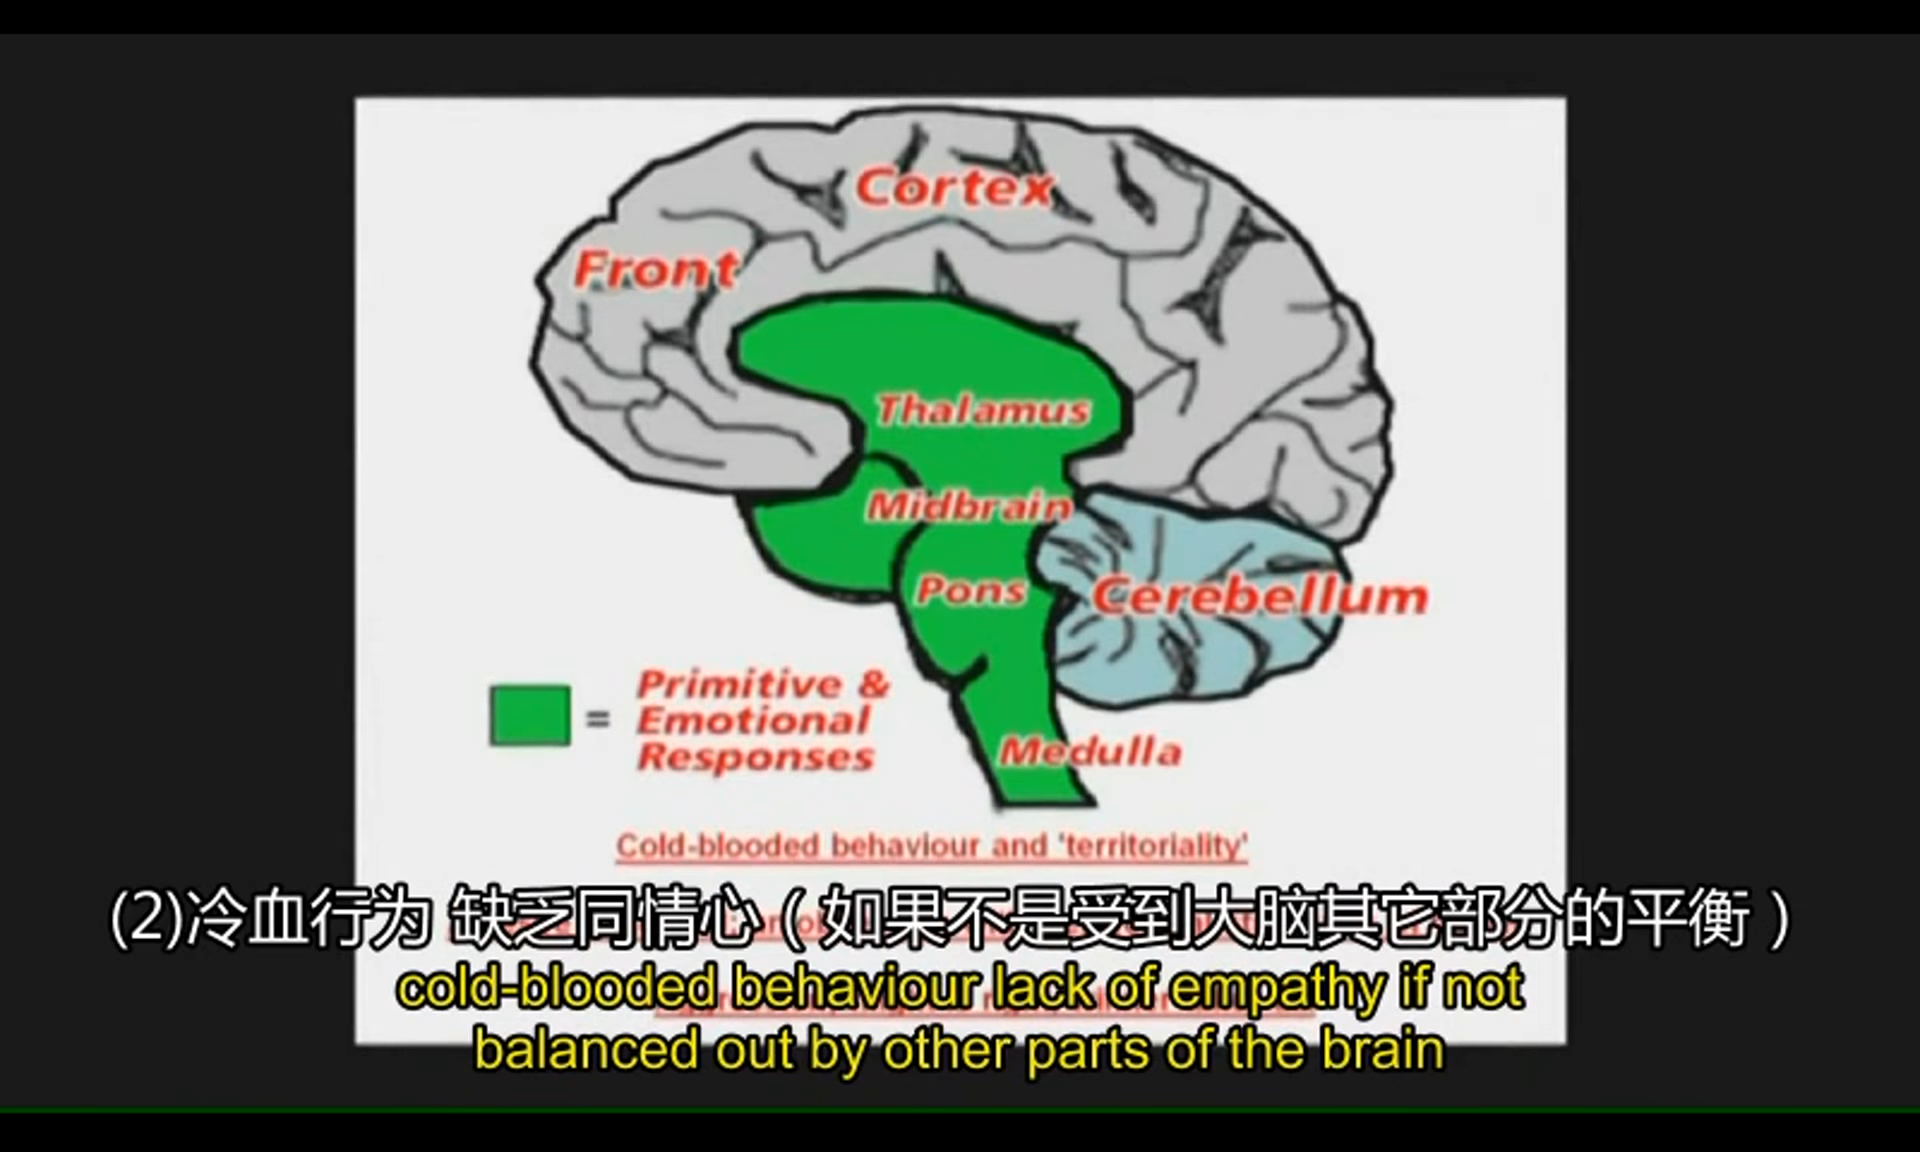 Cortex
Front
Thalamus
Midbrain
Pons
Cerebellum
=
Primitive &
Emotional
Responses
Medulla
Cold-blooded behaviour and 'territoriality'
(2)冷血行为 缺乏同情心（如果不是受到大脑其它部分的平衡）
cold-blooded behaviour lack of empathy if not
balanced out by other parts of the brain